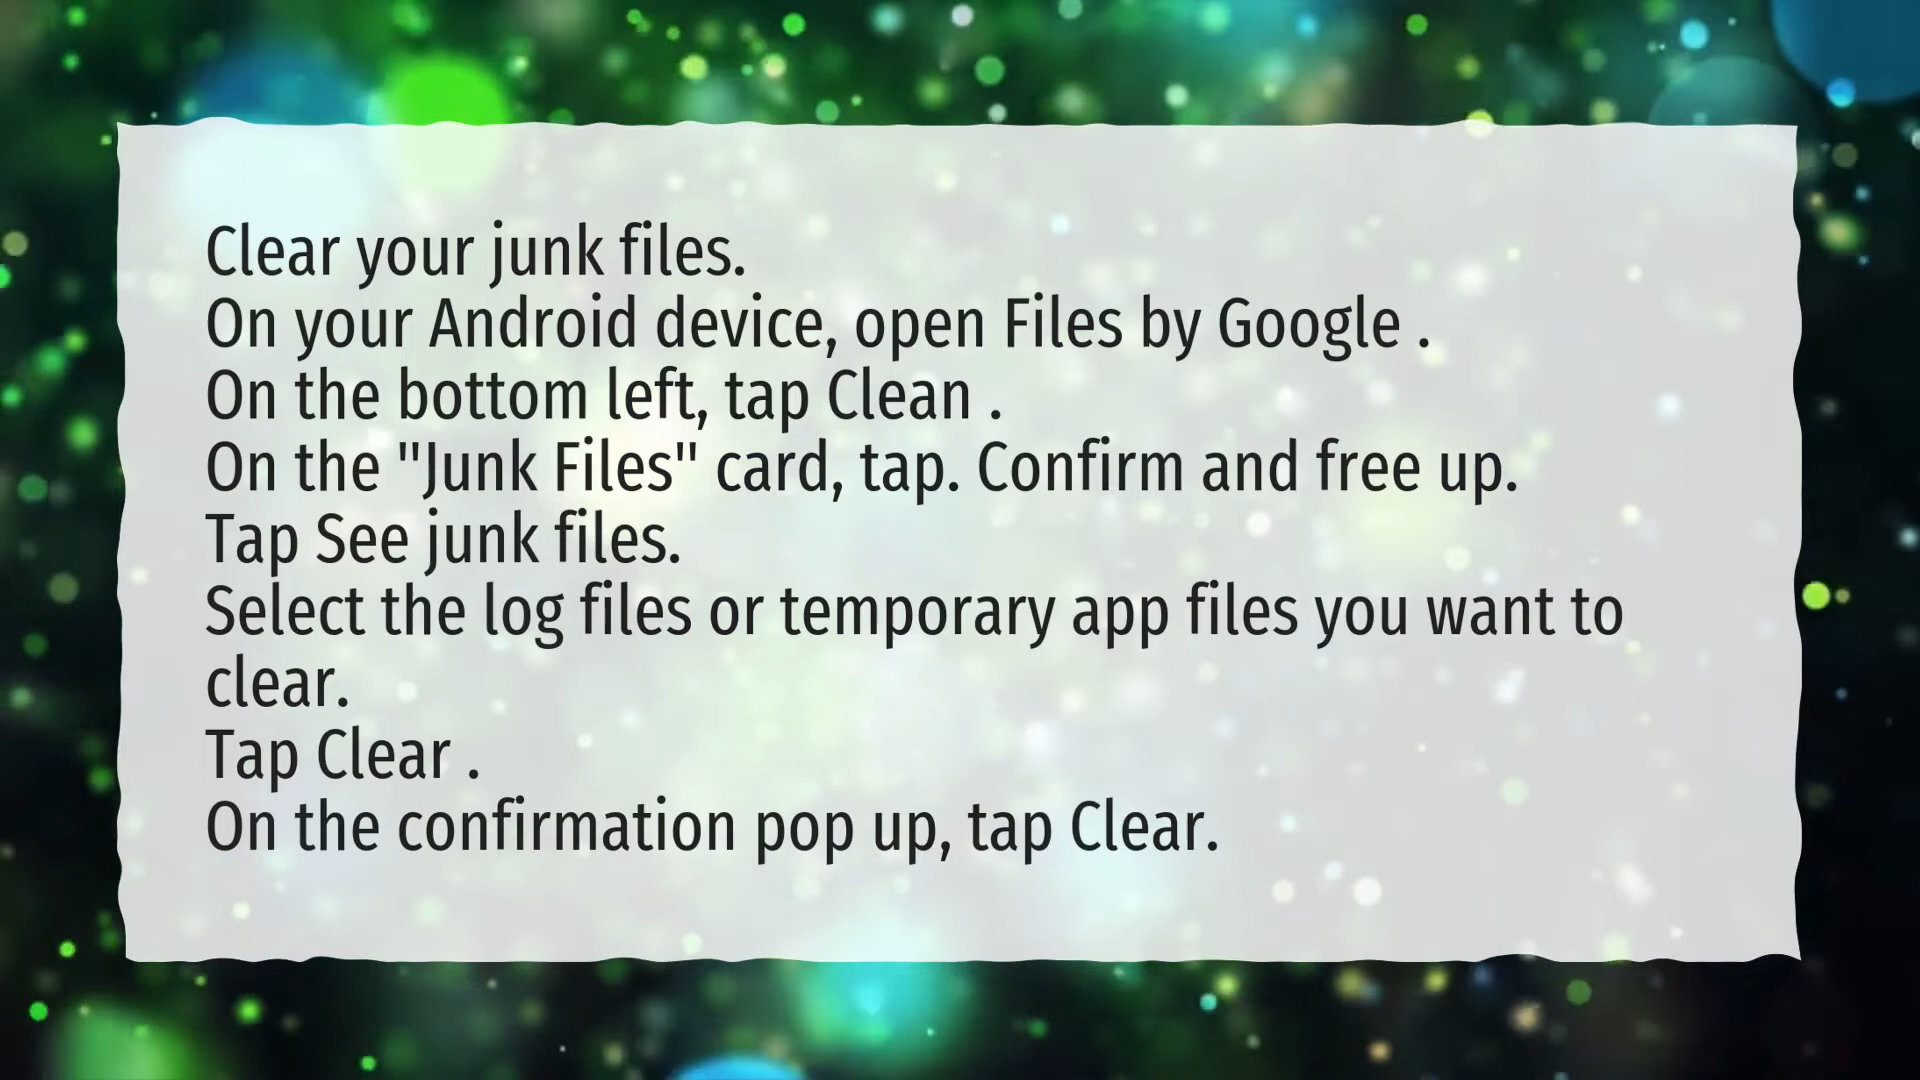 Clear your junk files.
On your Android device, open Files by Google .
On the bottom left, tap Clean .
On the "Junk Files" card, tap. Confirm and free up.
Tap See junk files.
Select the log files or temporary app files you want to
clear.
Tap Clear .
On the confirmation pop up, tap Clear.